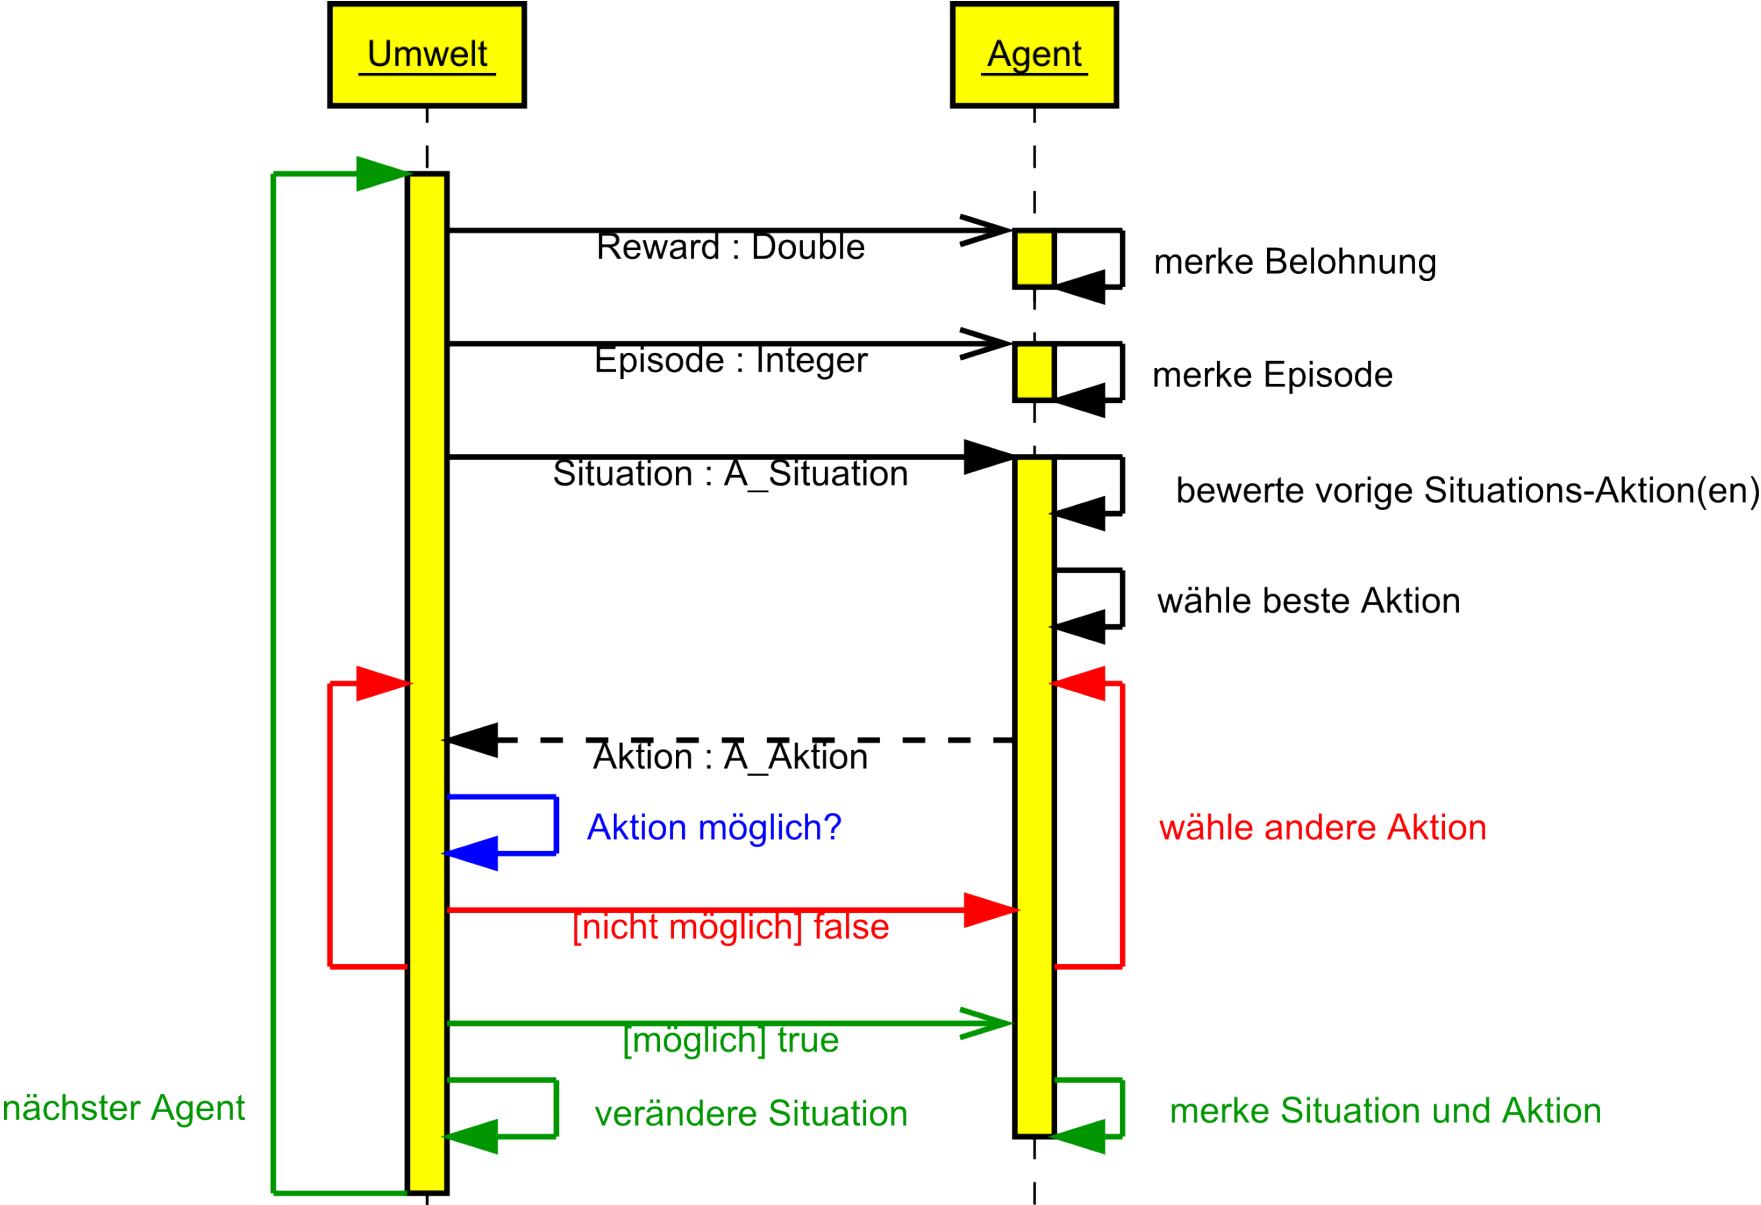 Umwelt
Agent
Reward : Double
merke Belohnung
Episode : Integer
merke Episode
Situation : A_Situation
bewerte vorige Situations-Aktion(en)
wähle beste Aktion
Aktion : A_Aktion
Aktion möglich?
wähle andere Aktion
[nicht möglich] false
[möglich] true
nächster Agent
verändere Situation
merke Situation und Aktion